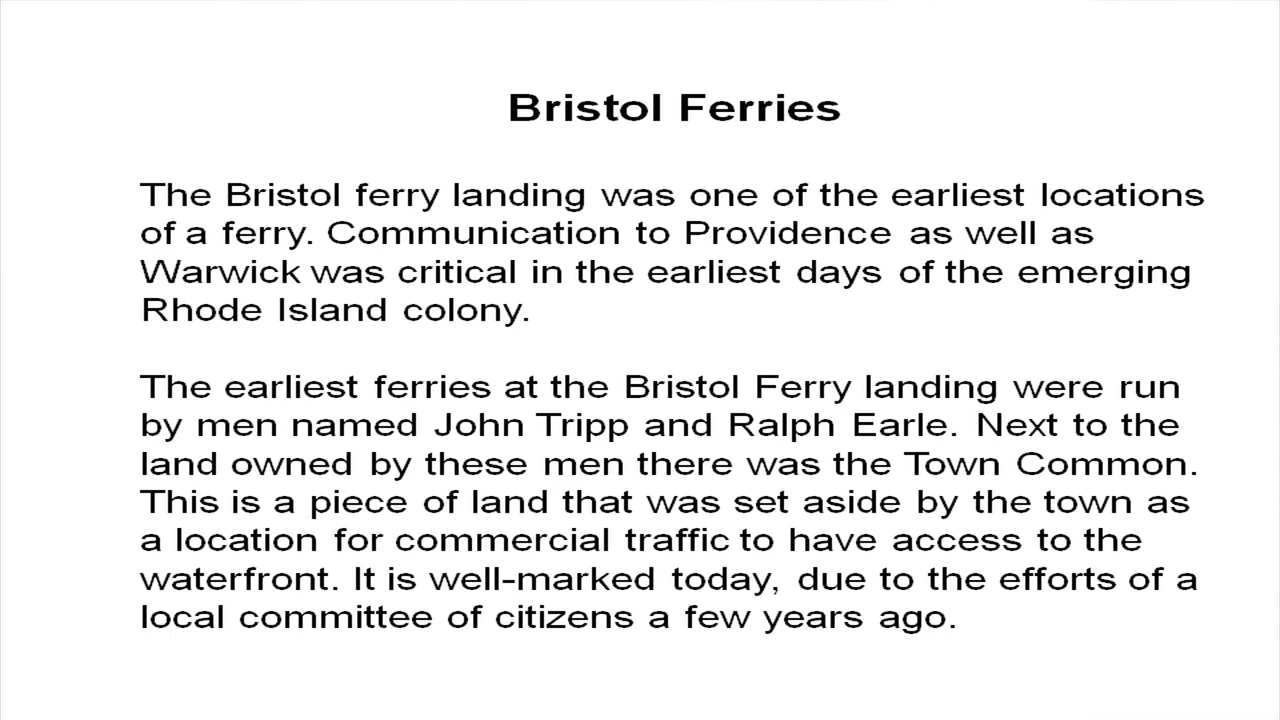 Bristol Ferries
The Bristol ferry landing was one of the earliest locations
of a ferry. Communication to Providence as well as
Warwick was critical in the earliest days of the emerging
Rhode Island colony.
The earliest ferries at the Bristol Ferry landing were run
by men named John Tripp and Ralph Earle. Next to the
land owned by these men there was the Town Common.
This is a piece of land that was set aside by the town as
a location for commercial traffic to have access to the
waterfront. It is well-marked today, due to the efforts of a
local committee of citizens a few years ago.